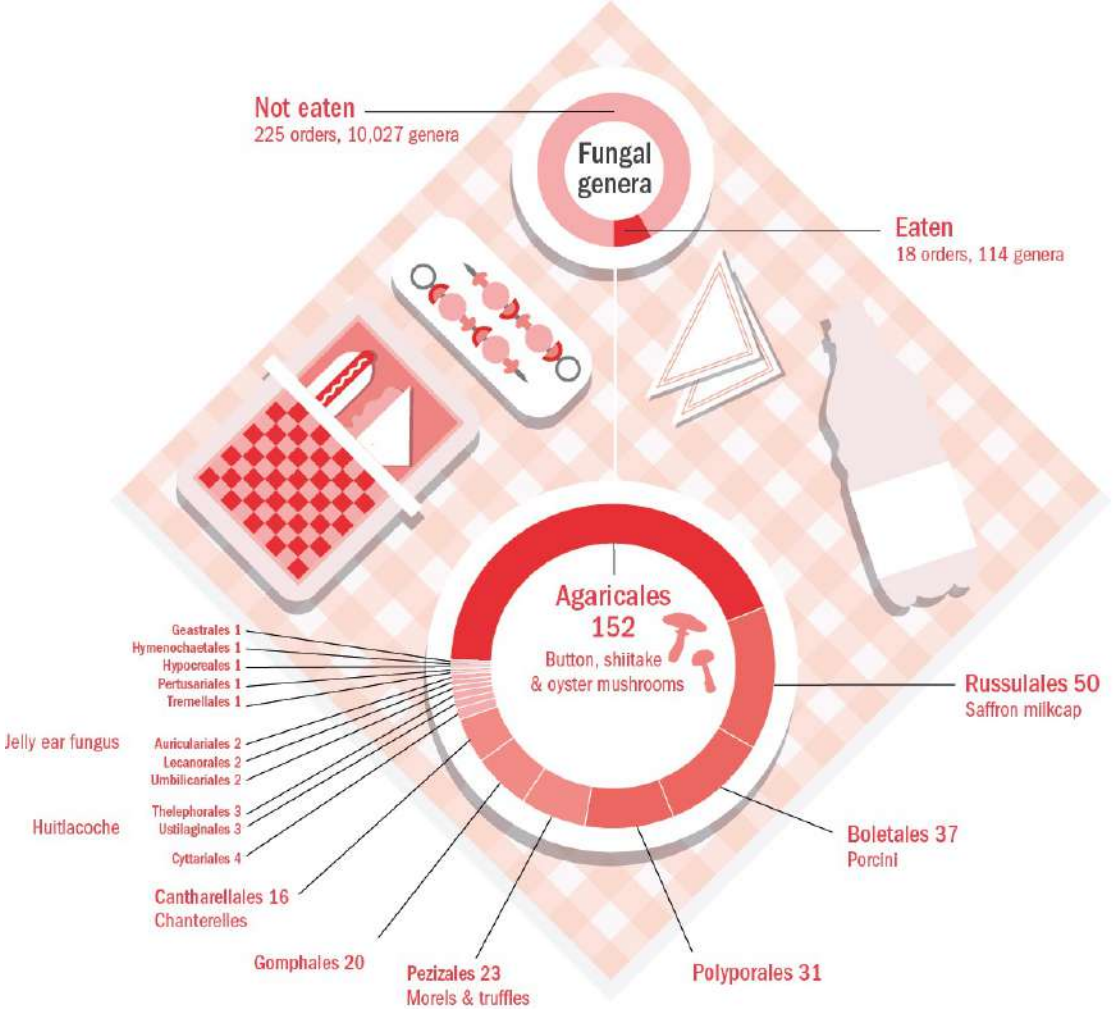 Not eaten
225 orders, 10,027 genera
Fungal
genera
Eaten
18 orders, 114 genera
Agaricales
152
Button, shiitake
& oyster mushrooms
Geastrales 1
Hymenochaetales 1
Hypocreales 1
Pertusariales 1
Tremellales 1
Jelly ear fungus
Auriculariales 2
Lecanorales 2
Umbilicariales 2
Thelephorales 3
Huitlacoche
Ustilaginales 3
Cyttariales 4
Cantharellales 16
Chanterelles
Gomphales 20
Pezizales 23
Morels & truffles
Polyporales 31
Boletales 37
Porcini
Russulales 50
Saffron milkcap